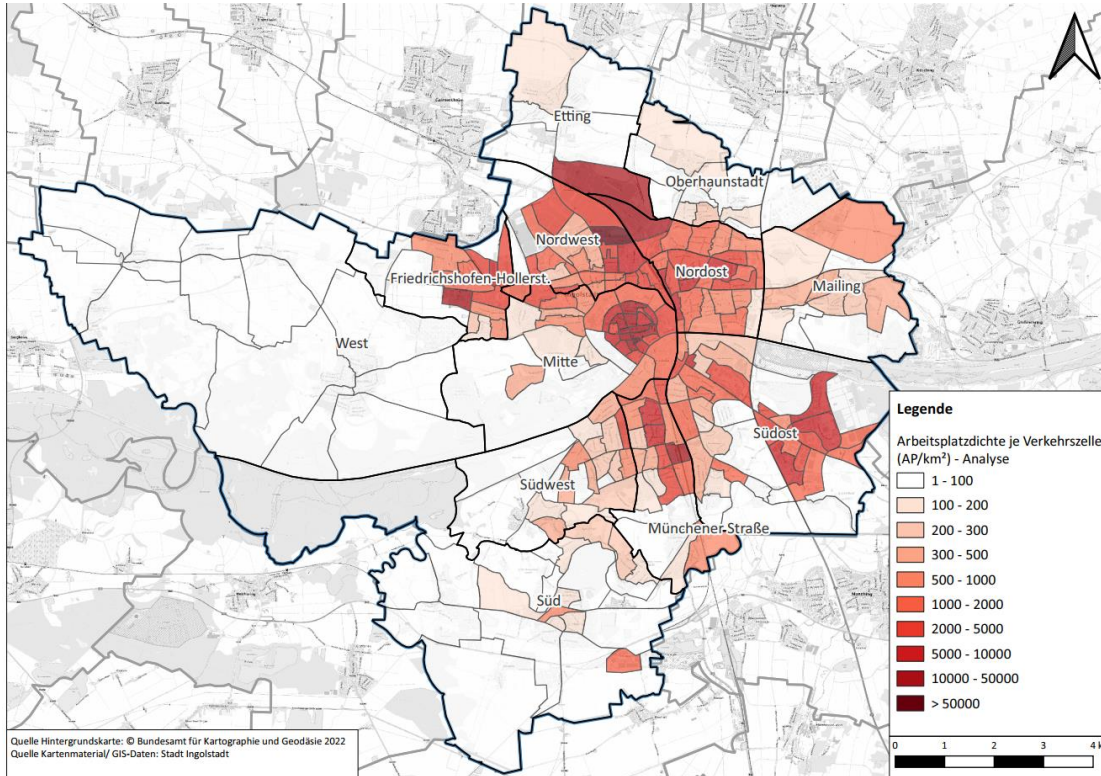 Etting
Oberhaunstadt
Nordwest
Nordost
Friedrichshofen-Hollerst.
Mailing
West
Mitte
Südost
Südwest
Münchener Straße
Süd
Legende
Arbeitsplatzdichte je Verkehrszelle
(AP/km²) - Analyse
1 - 100
100 - 200
200 - 300
300 - 500
500 - 1000
1000 - 2000
2000 - 5000
5000 - 10000
10000 - 50000
> 50000
0 1 2 3 4 k
Quelle Hintergrundskarte: © Bundesamt für Kartographie und Geodäsie 2022
Quelle Kartenmaterial/ GIS-Daten: Stadt Ingolstadt